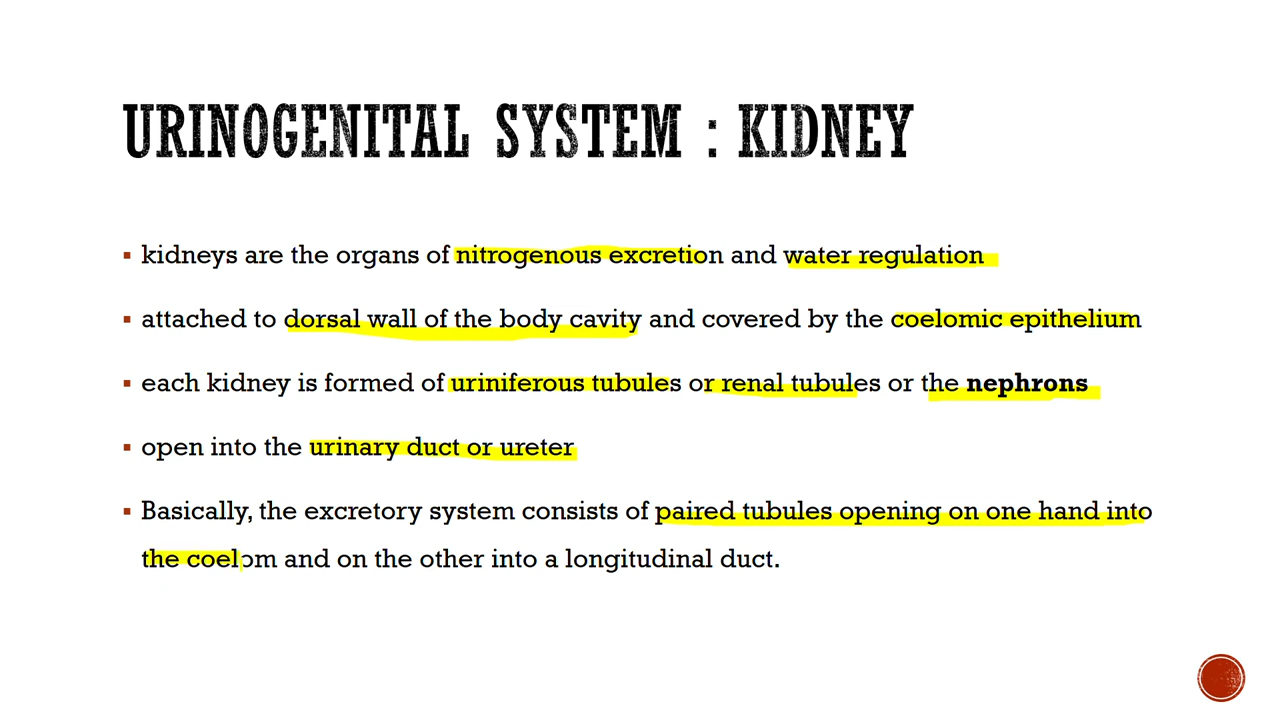 URINOGENITAL SYSTEM : KIDNEY
▪ kidneys are the organs of nitrogenous excretion and water regulation
▪ attached to dorsal wall of the body cavity and covered by the coelomic epithelium
▪ each kidney is formed of uriniferous tubules or renal tubules or the nephrons
▪ open into the urinary duct or ureter
▪ Basically, the excretory system consists of paired tubules opening on one hand into
the coelom and on the other into a longitudinal duct.